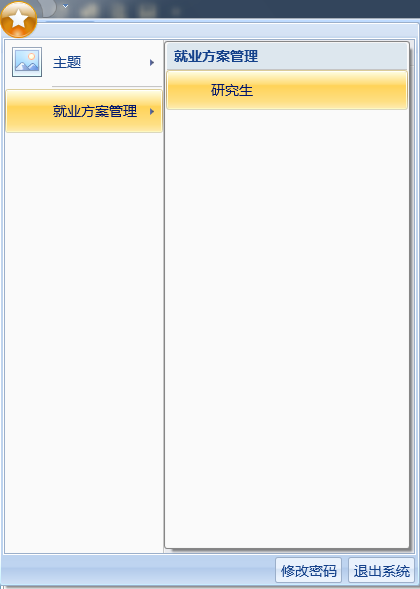 主题
就业方案管理
就业方案管理
研究生
修改密码
退出系统